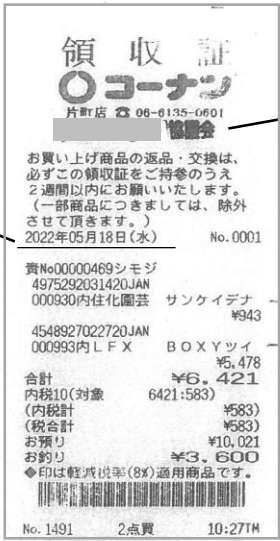 領収証
コーナン
片町店 ☎ 06-6135-0601
協議会
お買い上げ商品の返品・交換は、
必ずこの領収証をご持参のうえ
2週間以内にお願いいたします。
(一部商品につきましては、除外
させて頂きます。)
2022年05月18日(水) No.0001
責No00000469シモジ
4975292031420JAN
000930内住化園芸 サンケイデナ
¥943
4548927022720JAN
000993内LFX BOXYツイ
¥5,478
合計 ¥6,421
内税10(対象 6421:583)
(内税計 ¥583)
(税合計 ¥583)
お預り ¥10,021
お釣り ¥3,600
◆印は軽減税率(8%)適用商品です。
No.1491 2点買 10:27TM